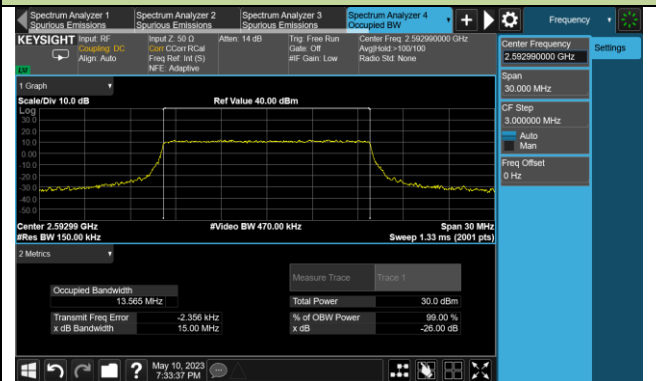 Spectrum Analyzer 1
Spurious Emissions
Spectrum Analyzer 2
Spurious Emissions
Spectrum Analyzer 3
Spurious Emissions
Spectrum Analyzer 4
Occupied BW
Frequency
KEYSIGHT
Input: RF
Coupling: DC
Align: Auto
Input Z: 50 Ω
Corr CCorr RCal
Freq Ref: Int (S)
NFE: Adaptive
Atten: 14 dB
Trig: Free Run
Gate: Off
#IF Gain: Low
Center Freq: 2.592990000 GHz
Avg|Hold:>100/100
Radio Std: None
Center Frequency
2.592990000 GHz
Settings
Span
30.000 MHz
CF Step
3.000000 MHz
Auto
Man
Freq Offset
0 Hz
1 Graph
Scale/Div 10.0 dB
Ref Value 40.00 dBm
Log
30.0
20.0
10.0
0.00
-10.0
-20.0
-30.0
-40.0
-50.0
Center 2.59299 GHz
#Video BW 470.00 kHz
Span 30 MHz
#Res BW 150.00 kHz
Sweep 1.33 ms (2001 pts)
2 Metrics
Measure Trace
Trace 1
Occupied Bandwidth
13.565 MHz
Total Power
30.0 dBm
Transmit Freq Error
-2.356 kHz
% of OBW Power
99.00 %
x dB Bandwidth
15.00 MHz
x dB
-26.00 dB
May 10, 2023
7:33:37 PM